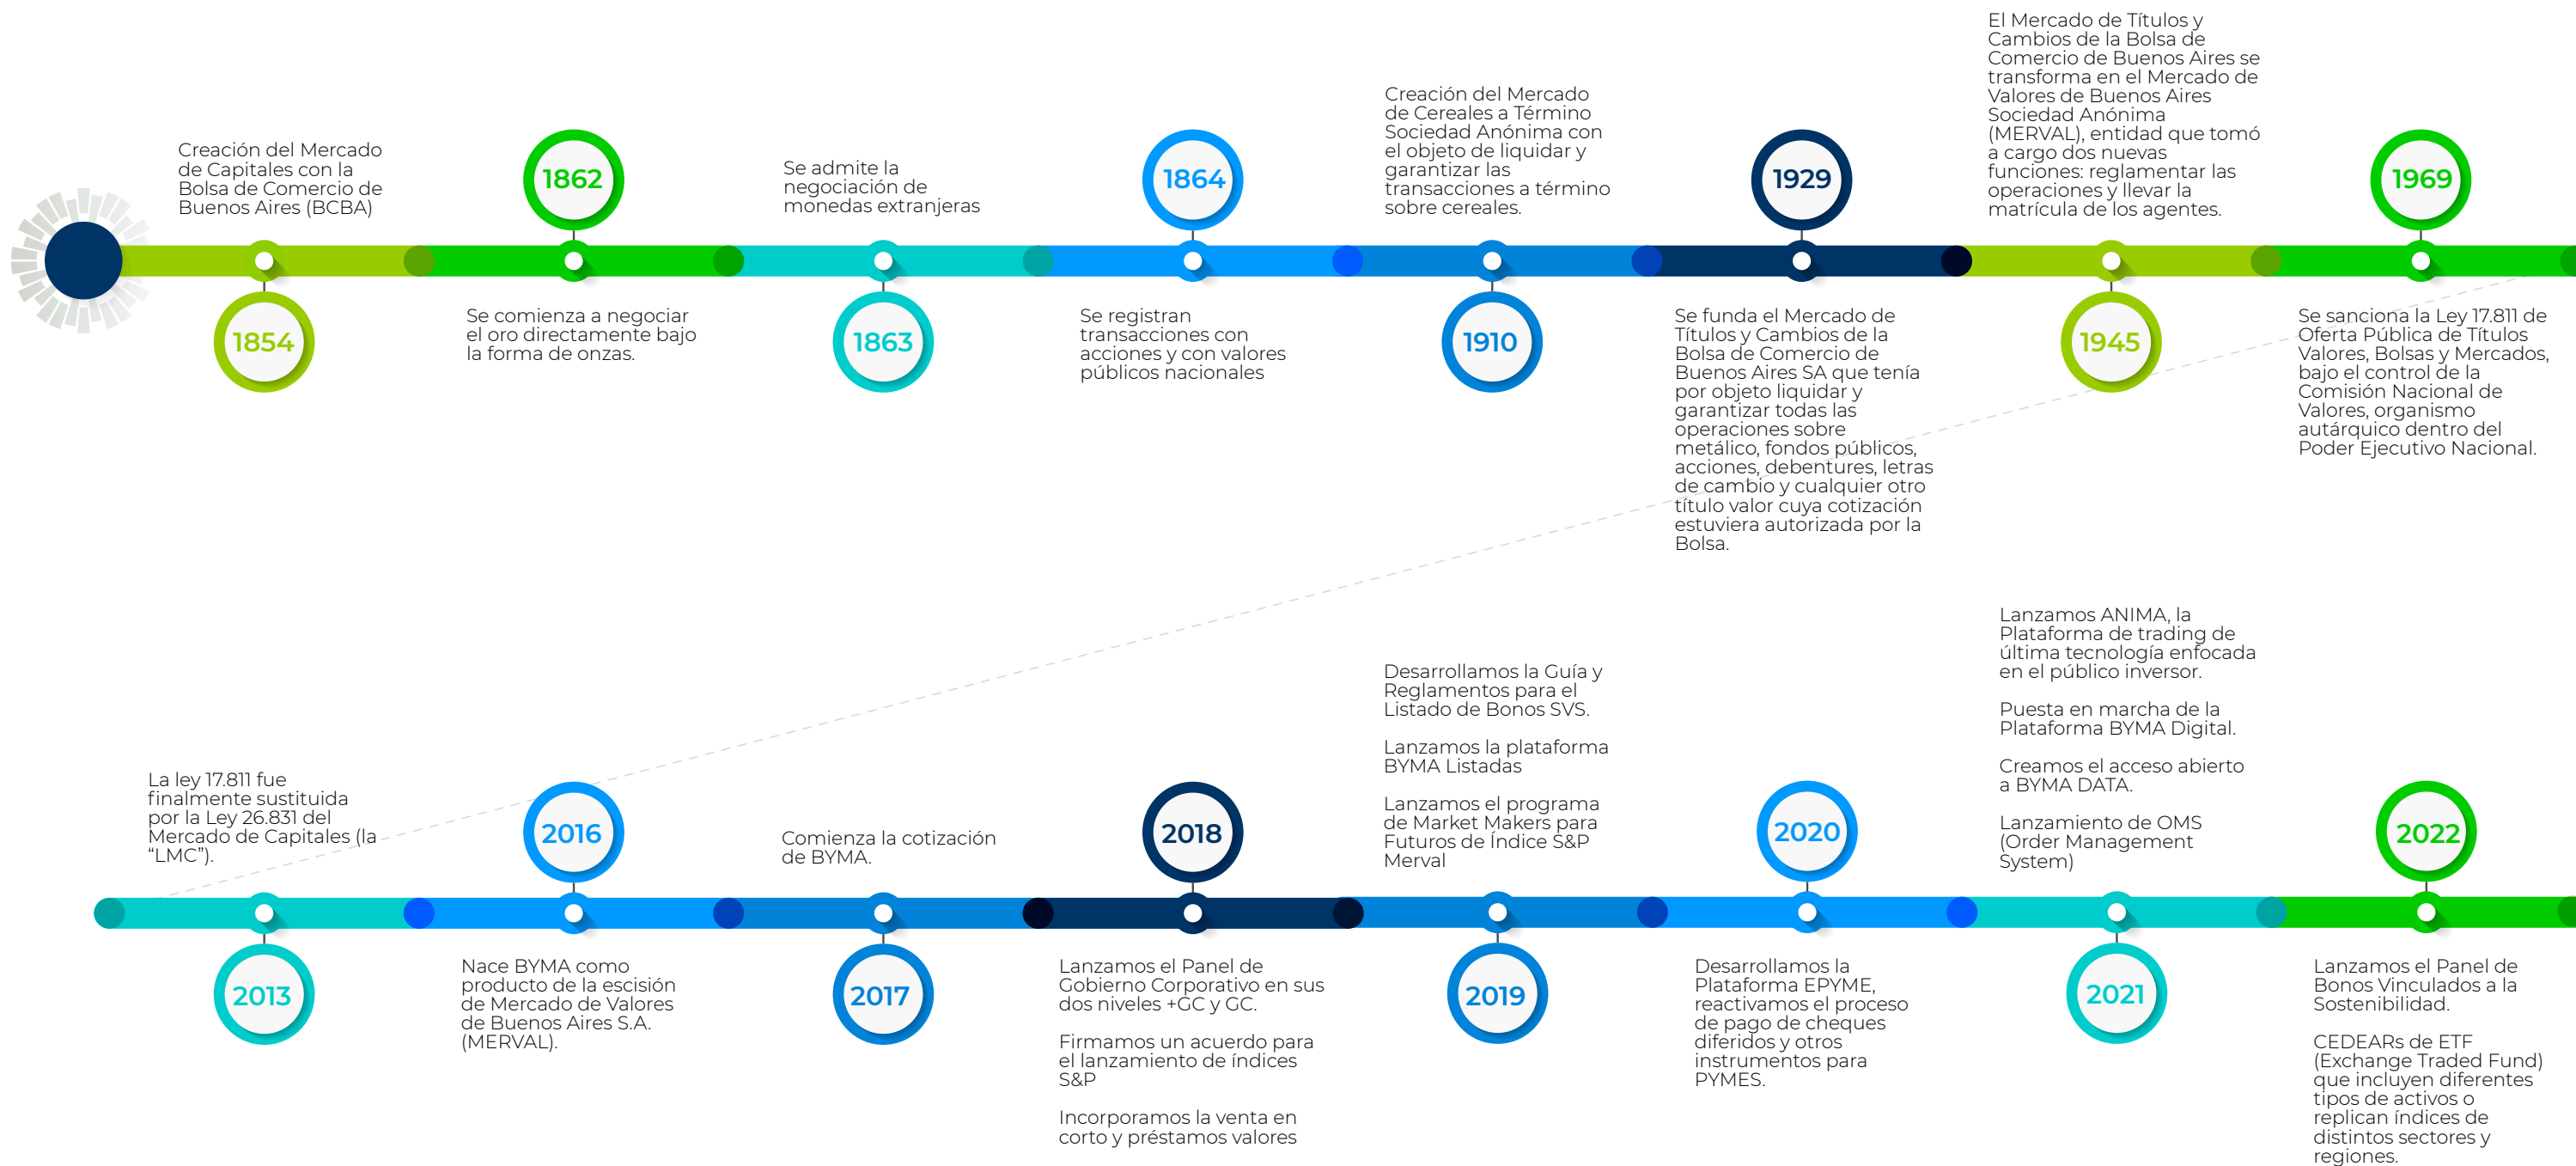 Creación del Mercado
de Capitales con la
Bolsa de Comercio de
Buenos Aires (BCBA)
1854
1862
Se comienza a negociar
el oro directamente bajo
la forma de onzas.
Se admite la
negociación de
monedas extranjeras
1863
1864
Se registran
transacciones con
acciones y con valores
públicos nacionales
Creación del Mercado
de Cereales a Término
Sociedad Anónima con
el objeto de liquidar y
garantizar las
transacciones a término
sobre cereales.
1910
1929
Se funda el Mercado de
Títulos y Cambios de la
Bolsa de Comercio de
Buenos Aires SA que tenía
por objeto liquidar y
garantizar todas las
operaciones sobre
metálico, fondos públicos,
acciones, debentures, letras
de cambio y cualquier otro
título valor cuya cotización
estuviera autorizada por la
Bolsa.
El Mercado de Títulos y
Cambios de la Bolsa de
Comercio de Buenos Aires se
transforma en el Mercado de
Valores de Buenos Aires
Sociedad Anónima
(MERVAL), entidad que tomó
a cargo dos nuevas
funciones: reglamentar las
operaciones y llevar la
matrícula de los agentes.
1945
1969
Se sanciona la Ley 17.811 de
Oferta Pública de Títulos
Valores, Bolsas y Mercados,
bajo el control de la
Comisión Nacional de
Valores, organismo
autárquico dentro del
Poder Ejecutivo Nacional.
La ley 17.811 fue
finalmente sustituida
por la Ley 26.831 del
Mercado de Capitales (la
“LMC”).
2013
2016
Nace BYMA como
producto de la escisión
de Mercado de Valores
de Buenos Aires S.A.
(MERVAL).
Comienza la cotización
de BYMA.
2017
2018
Lanzamos el Panel de
Gobierno Corporativo en sus
dos niveles +GC y GC.
Firmamos un acuerdo para
el lanzamiento de índices
S&P
Incorporamos la venta en
corto y préstamos valores
Desarrollamos la Guía y
Reglamentos para el
Listado de Bonos SVS.
Lanzamos la plataforma
BYMA Listadas
Lanzamos el programa
de Market Makers para
Futuros de Índice S&P
Merval
2019
2020
Desarrollamos la
Plataforma EPYME,
reactivamos el proceso
de pago de cheques
diferidos y otros
instrumentos para
PYMES.
Lanzamos ANIMA, la
Plataforma de trading de
última tecnología enfocada
en el público inversor.
Puesta en marcha de la
Plataforma BYMA Digital.
Creamos el acceso abierto
a BYMA DATA.
Lanzamiento de OMS
(Order Management
System)
2021
2022
Lanzamos el Panel de
Bonos Vinculados a la
Sostenibilidad.
CEDEARs de ETF
(Exchange Traded Fund)
que incluyen diferentes
tipos de activos o
replican índices de
distintos sectores y
regiones.